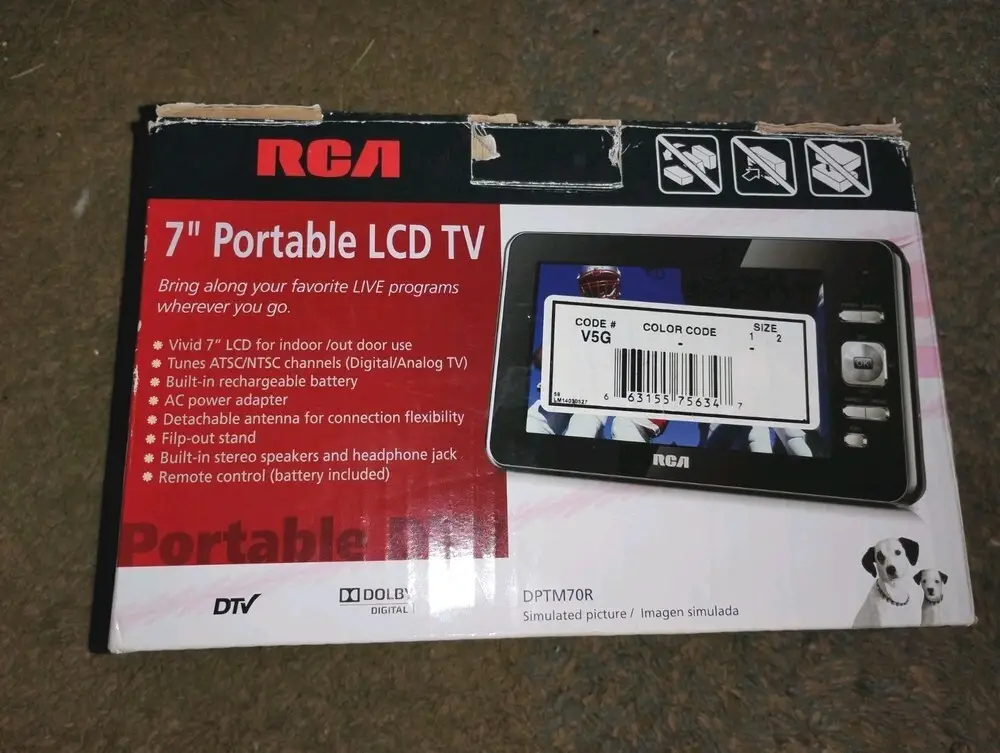 RCA
7" Portable LCD TV
Bring along your favorite LIVE programs
wherever you go.
Vivid 7" LCD for indoor /out door use
Tunes ATSC/NTSC channels (Digital/Analog TV)
Built-in rechargeable battery
AC power adapter
Detachable antenna for connection flexibility
Filp-out stand
Built-in stereo speakers and headphone jack
Remote control (battery included)
Portable
DTV
DOLBY
DIGITAL
CODE #
V5G
COLOR CODE
-
SIZE
1 2
-
58
LM14030527
6 63155 75634 7
OK
RCA
DPTM70R
Simulated picture / Imagen simulada